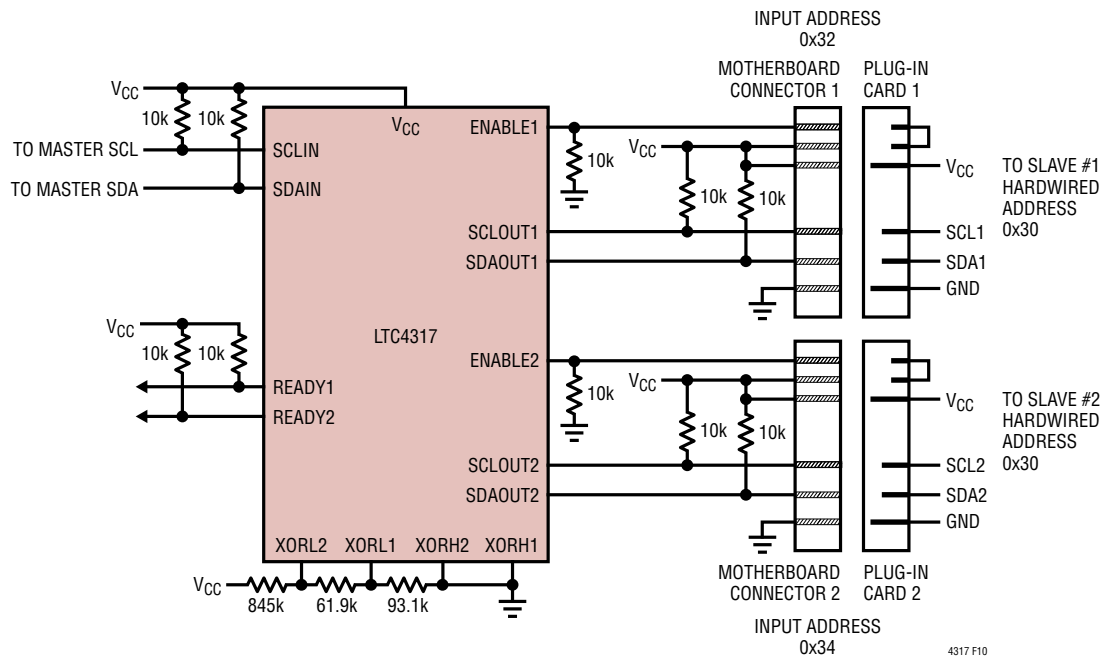 INPUT ADDRESS
0x32
MOTHERBOARD
CONNECTOR 1
PLUG-IN
CARD 1
VCC
10k
10k
VCC
ENABLE1
TO MASTER SCL
SCLIN
TO MASTER SDA
SDAIN
10k
VCC
10k
10k
VCC
TO SLAVE #1
HARDWIRED
ADDRESS
0x30
SCLOUT1
SCL1
SDAOUT1
SDA1
GND
VCC
10k
10k
LTC4317
READY1
READY2
ENABLE2
10k
VCC
10k
10k
VCC
TO SLAVE #2
HARDWIRED
ADDRESS
0x30
SCLOUT2
SCL2
SDAOUT2
SDA2
GND
XORL2
XORL1
XORH2
XORH1
VCC
845k
61.9k
93.1k
MOTHERBOARD
CONNECTOR 2
PLUG-IN
CARD 2
INPUT ADDRESS
0x34
4317 F10